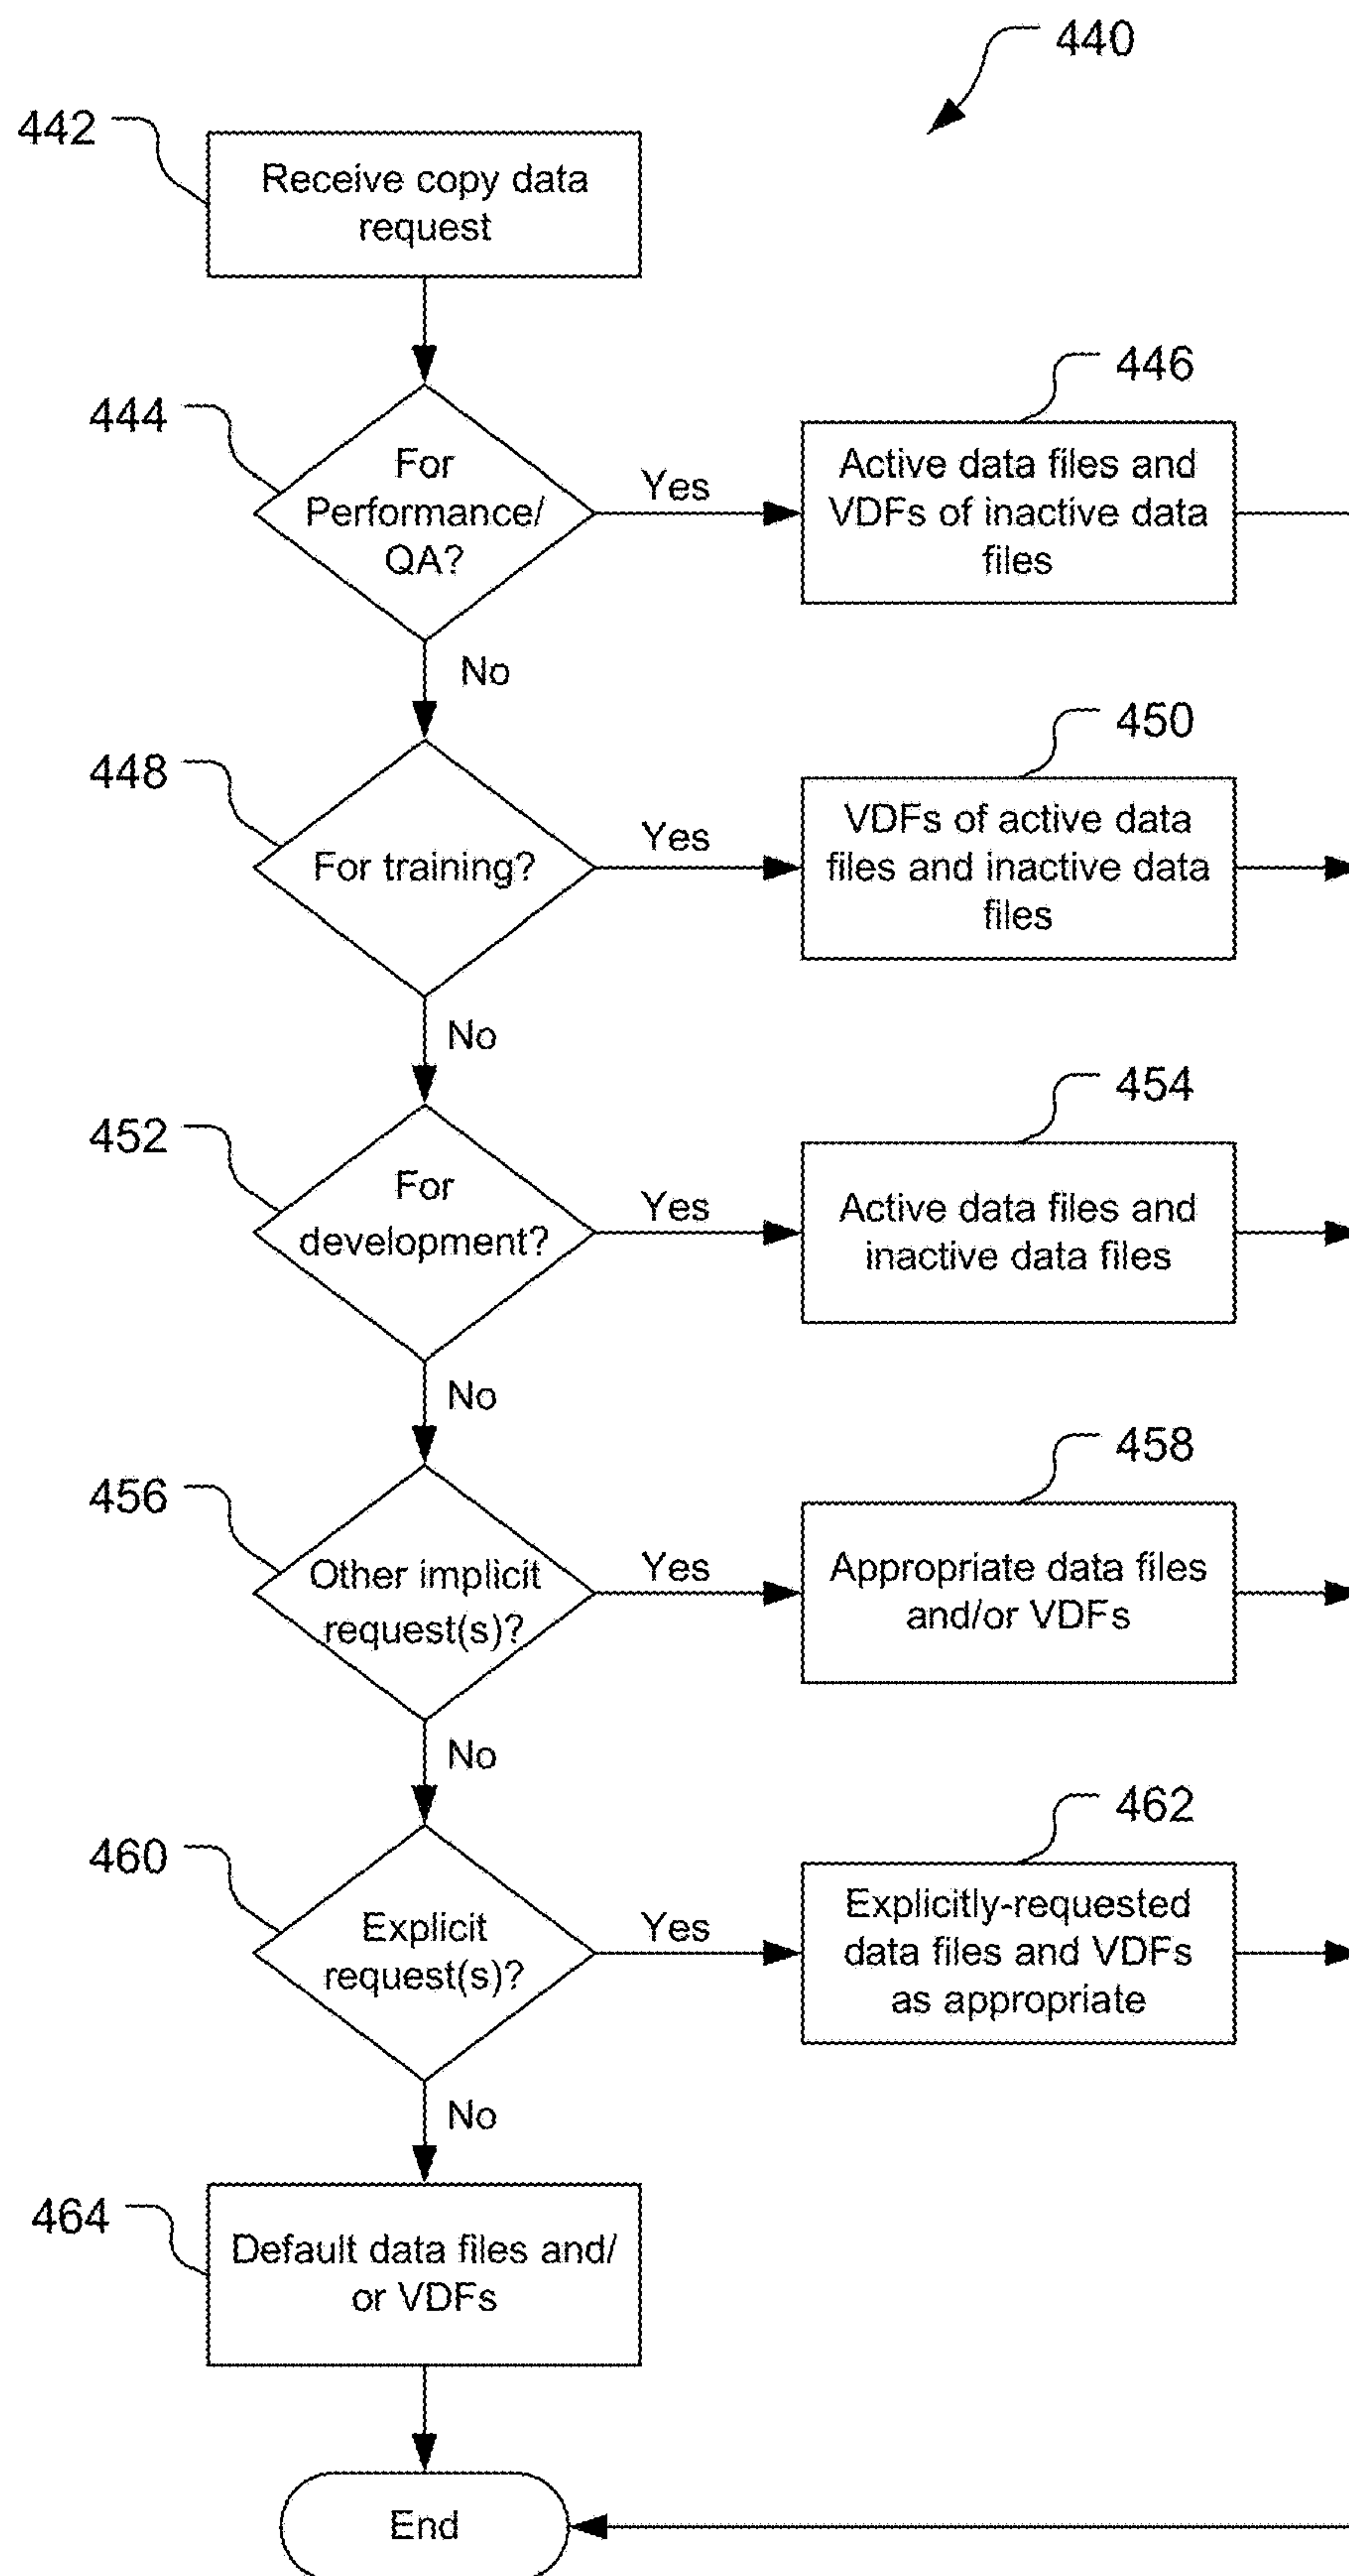 440
442
Receive copy data
request
444
For
Performance/
QA?
Yes
446
Active data files and
VDFs of inactive data
files
No
448
For training?
Yes
450
VDFs of active data
files and inactive data
files
No
452
For
development?
Yes
454
Active data files and
inactive data files
No
456
Other implicit
request(s)?
Yes
458
Appropriate data files
and/or VDFs
No
460
Explicit
request(s)?
Yes
462
Explicitly-requested
data files and VDFs
as appropriate
No
464
Default data files and/
or VDFs
End